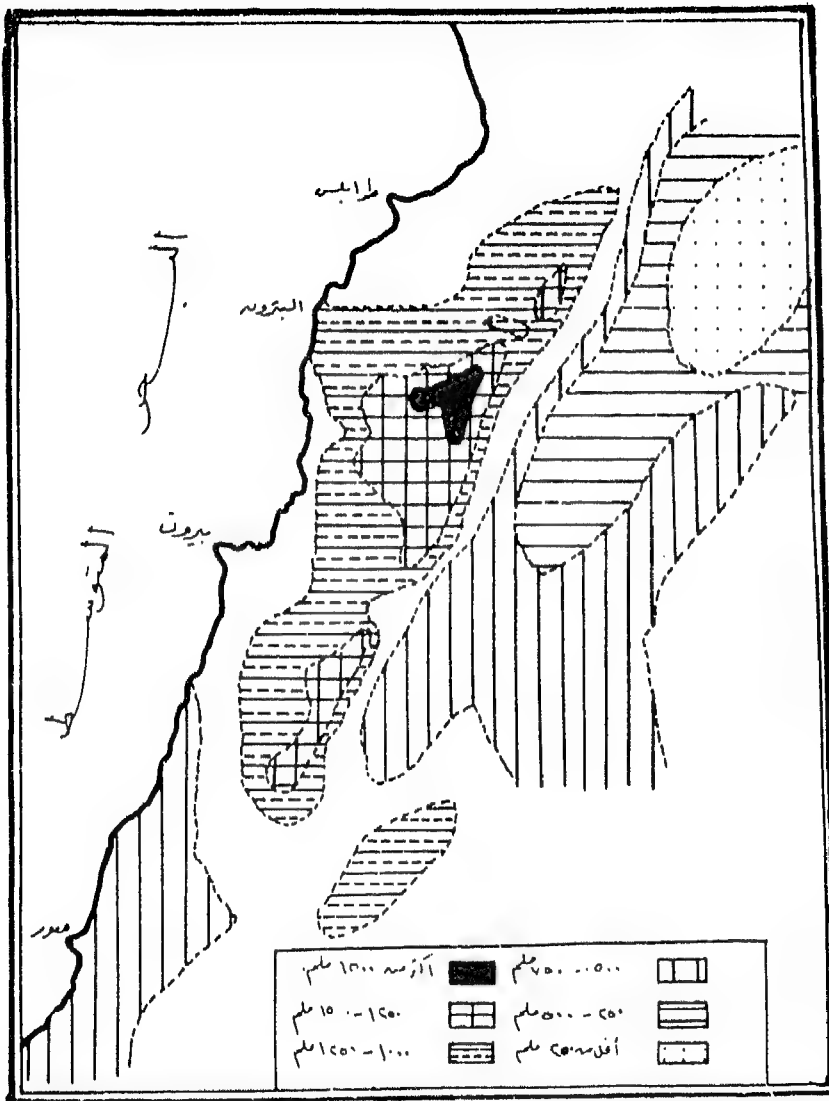 طرابلس
البحر
البترون
بيروت
المتوسط
صور
٥٠٠-٧٥٠ ملم
أكثر من ١٣٠٠ ملم
٢٥٠ - ٥٠٠ ملم
١٢٥٠-١٥٠٠ ملم
أقل من ٢٥٠ ملم
١٠٠٠-١٢٥٠ ملم